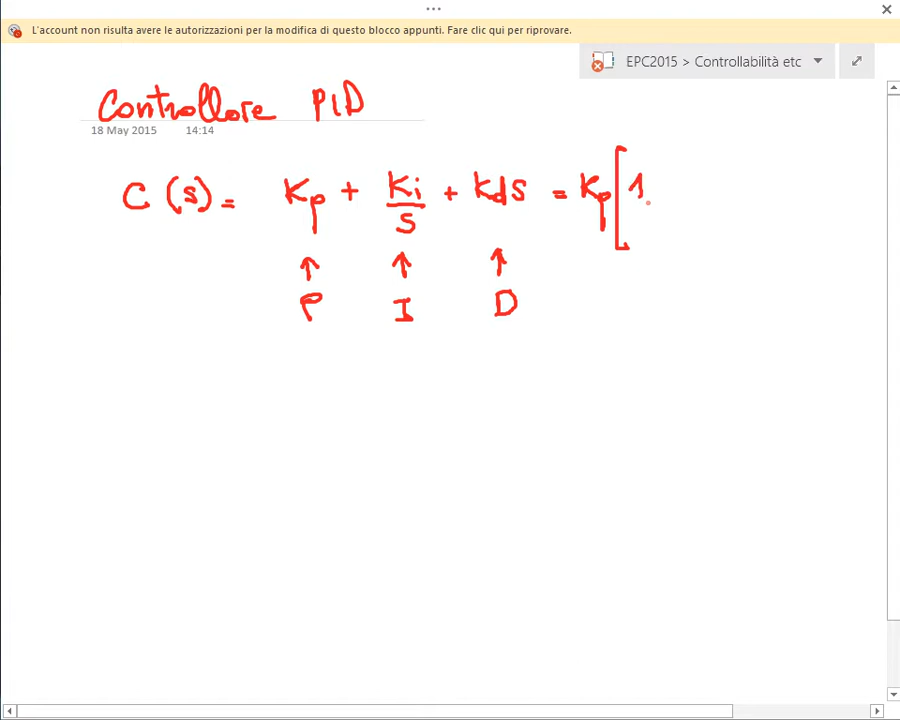 L'account non risulta avere le autorizzazioni per la modifica di questo blocco appunti. Fare clic qui per riprovare.
EPC2015 > Controllabilità etc
Controllore PID
18 May 2015 14:14
C (s) = Kp + Ki/s + Kds = Kp [ 1
↑ ↑ ↑
P I D